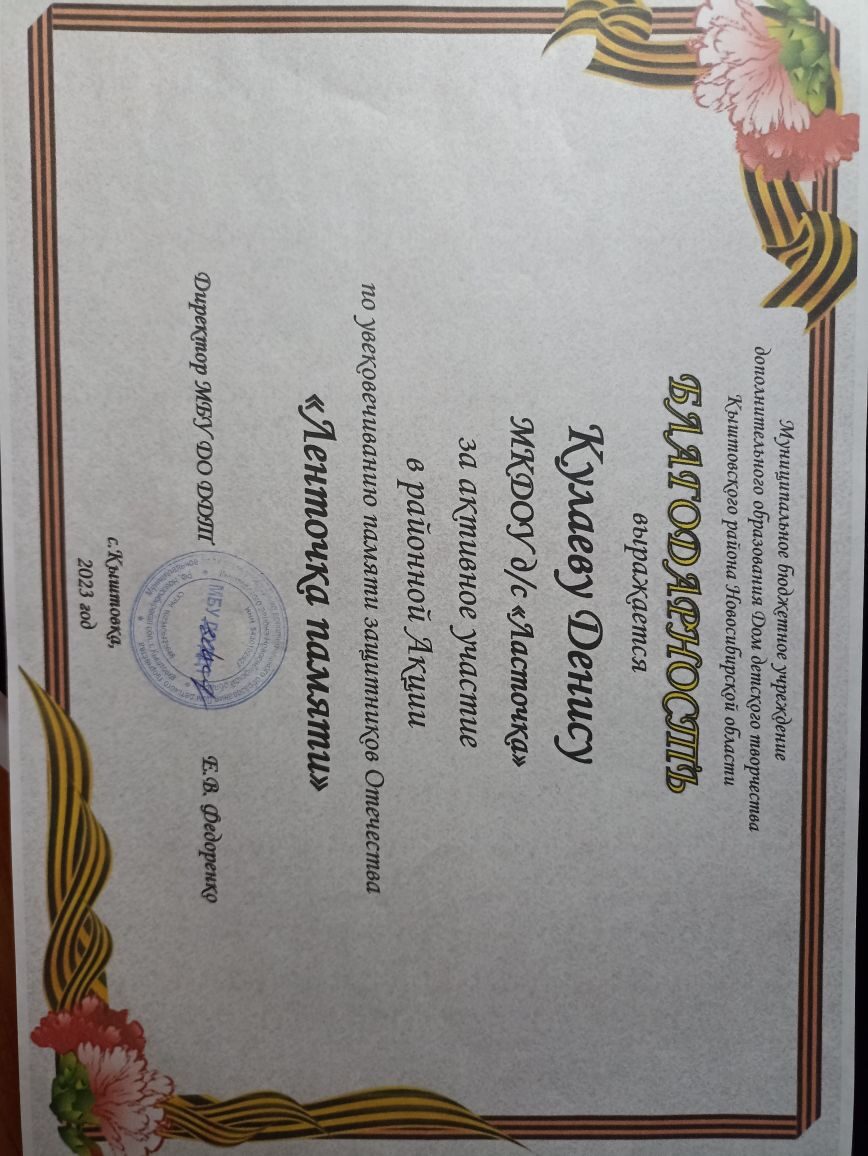 Муниципальное бюджетное учреждение
дополнительного образования Дом детского творчества
Кыштовского района Новосибирской области
БЛАГОДАРНОСТЬ
выражается
Кулаеву Денису
МКДОУ д/с «Ласточка»
за активное участие
в районной Акции
по увековечиванию памяти защитников Отечества
«Ленточка памяти»
Директор МБУ ДО ДДТ Е.В. Федоренко
с.Кыштовка,
2023 год